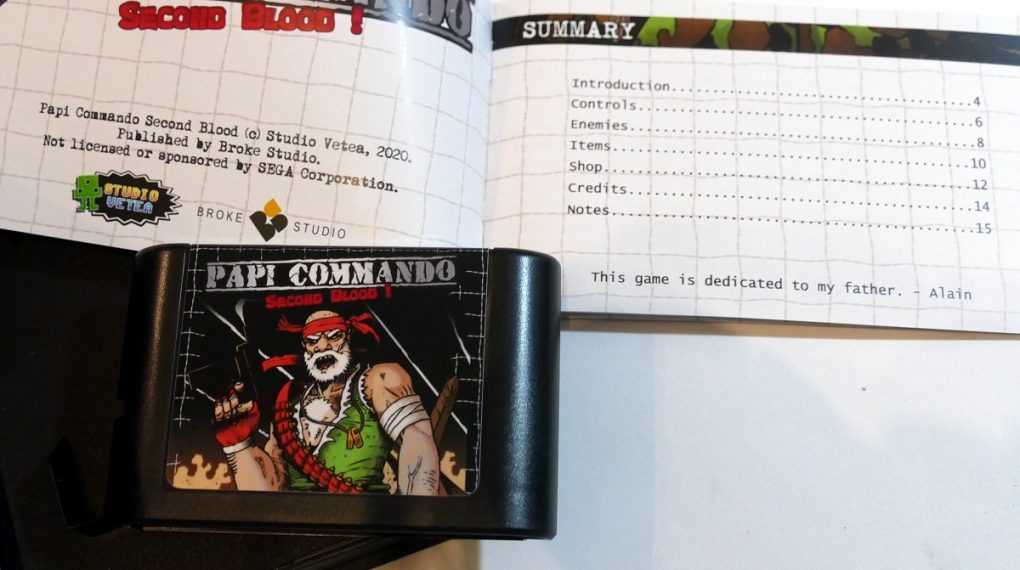 COMMANDO
SECOND BLOOD !
Papi Commando Second Blood (c) Studio Vetea, 2020.
Published by Broke Studio.
Not licensed or sponsored by SEGA Corporation.
STUDIO
VETEA
BROKE STUDIO
SUMMARY
Introduction...................................4
Controls.......................................6
Enemies........................................8
Items..........................................10
Shop...........................................12
Credits........................................14
Notes..........................................15
This game is dedicated to my father. - Alain
PAPI COMMANDO
SECOND BLOOD !